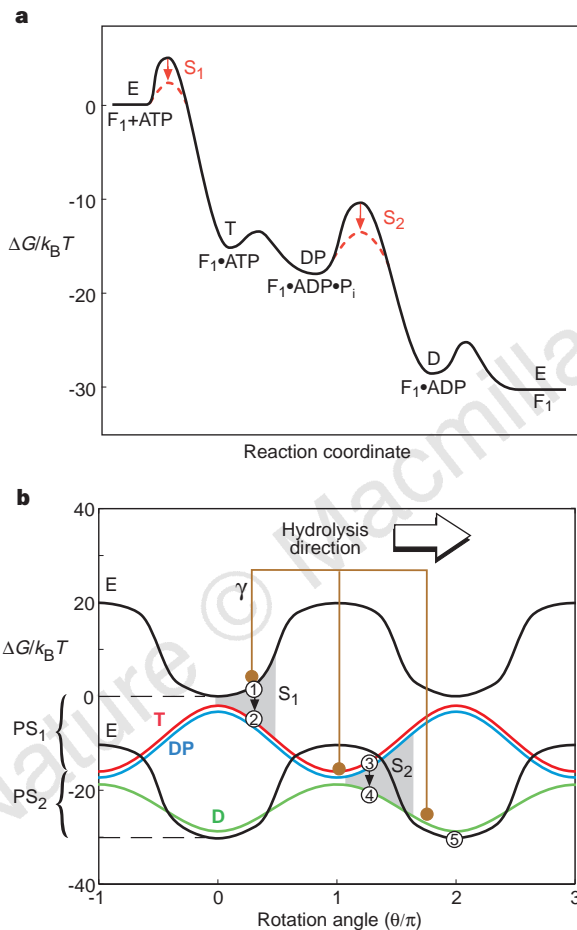 a
E
S1
0
F1+ATP
-10
T
DP
S2
ΔG/kBT
F1•ATP
F1•ADP•Pi
-20
D
E
F1•ADP
-30
F1
Reaction coordinate
b
40
Hydrolysis
direction
20
E
γ
ΔG/kBT
0
1
S1
2
PS1
T
E
DP
3
S2
PS2
-20
4
D
5
-40
-1 0 1 2 3
Rotation angle (θ/π)
Nature © Macmillan